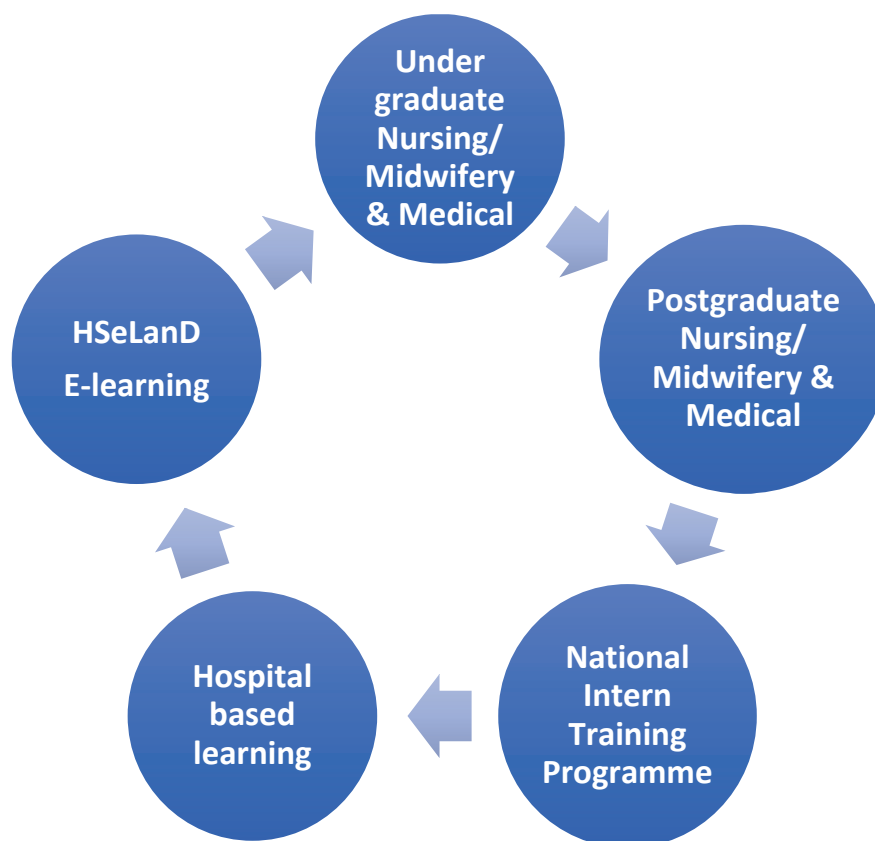 Under
graduate
Nursing/
Midwifery
& Medical
Postgraduate
Nursing/
Midwifery &
Medical
National
Intern
Training
Programme
Hospital
based
learning
HSeLanD
E-learning